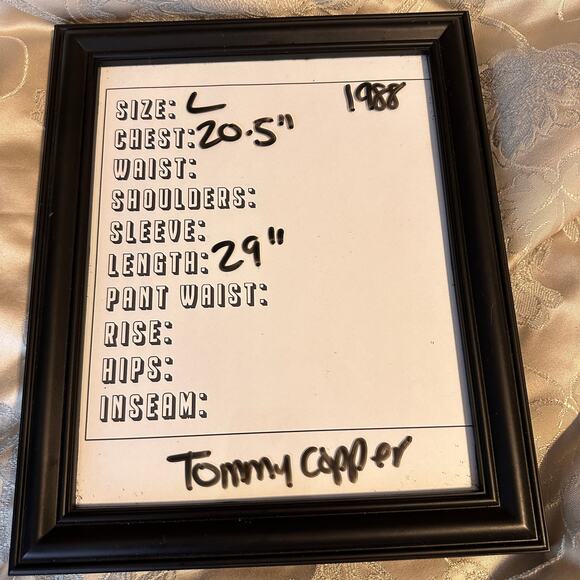 SIZE: L 1988
CHEST: 20.5"
WAIST:
SHOULDERS:
SLEEVE:
LENGTH: 29"
PANT WAIST:
RISE:
HIPS:
INSEAM:
Tommy Copper